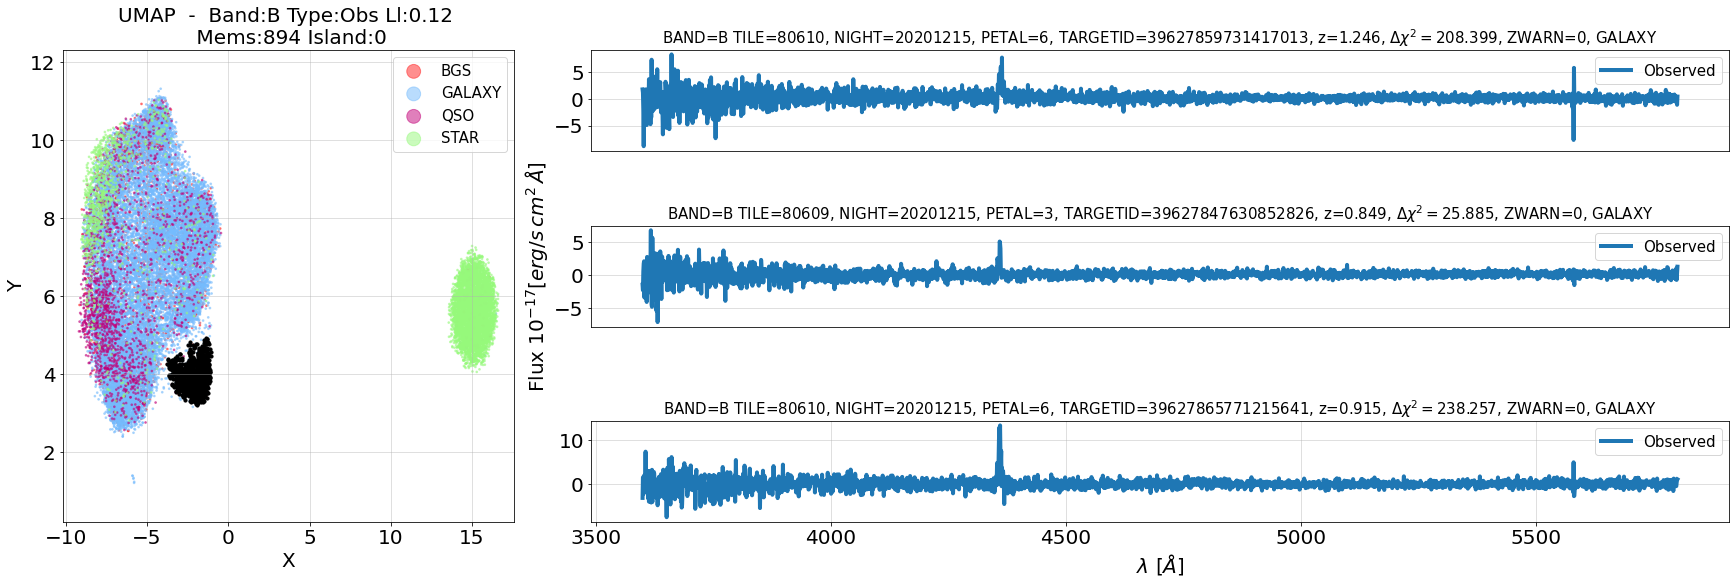 UMAP - Band:B Type:Obs Ll:0.12
Mems:894 Island:0
12
10
8
6
4
2
Y
−10
−5
0
5
10
15
X
BGS
GALAXY
QSO
STAR
Flux 10⁻¹⁷[erg/s cm² Å]
BAND=B TILE=80610, NIGHT=20201215, PETAL=6, TARGETID=39627859731417013, z=1.246, Δχ² = 208.399, ZWARN=0, GALAXY
5
0
−5
Observed
BAND=B TILE=80609, NIGHT=20201215, PETAL=3, TARGETID=39627847630852826, z=0.849, Δχ² = 25.885, ZWARN=0, GALAXY
5
0
−5
Observed
BAND=B TILE=80610, NIGHT=20201215, PETAL=6, TARGETID=39627865771215641, z=0.915, Δχ² = 238.257, ZWARN=0, GALAXY
10
0
Observed
3500
4000
4500
5000
5500
λ [Å]